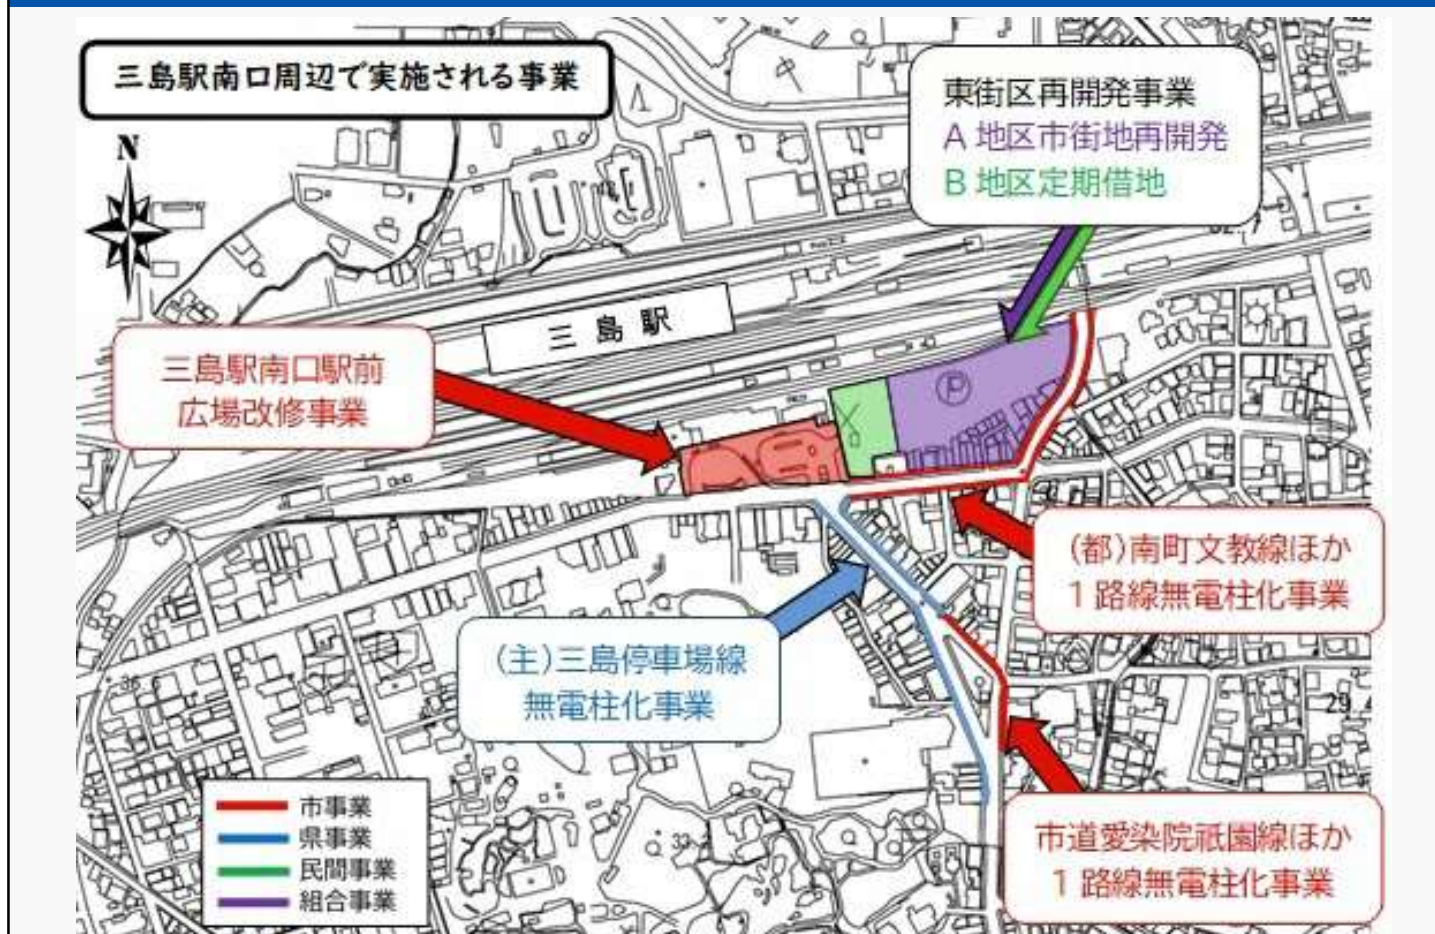 三島駅南口周辺で実施される事業
東街区再開発事業
A 地区市街地再開発
B 地区定期借地
N
三島駅
三島駅南口駅前
広場改修事業
(都)南町文教線ほか
1 路線無電柱化事業
(主)三島停車場線
無電柱化事業
市道愛染院祇園線ほか
1 路線無電柱化事業
市事業
県事業
民間事業
組合事業